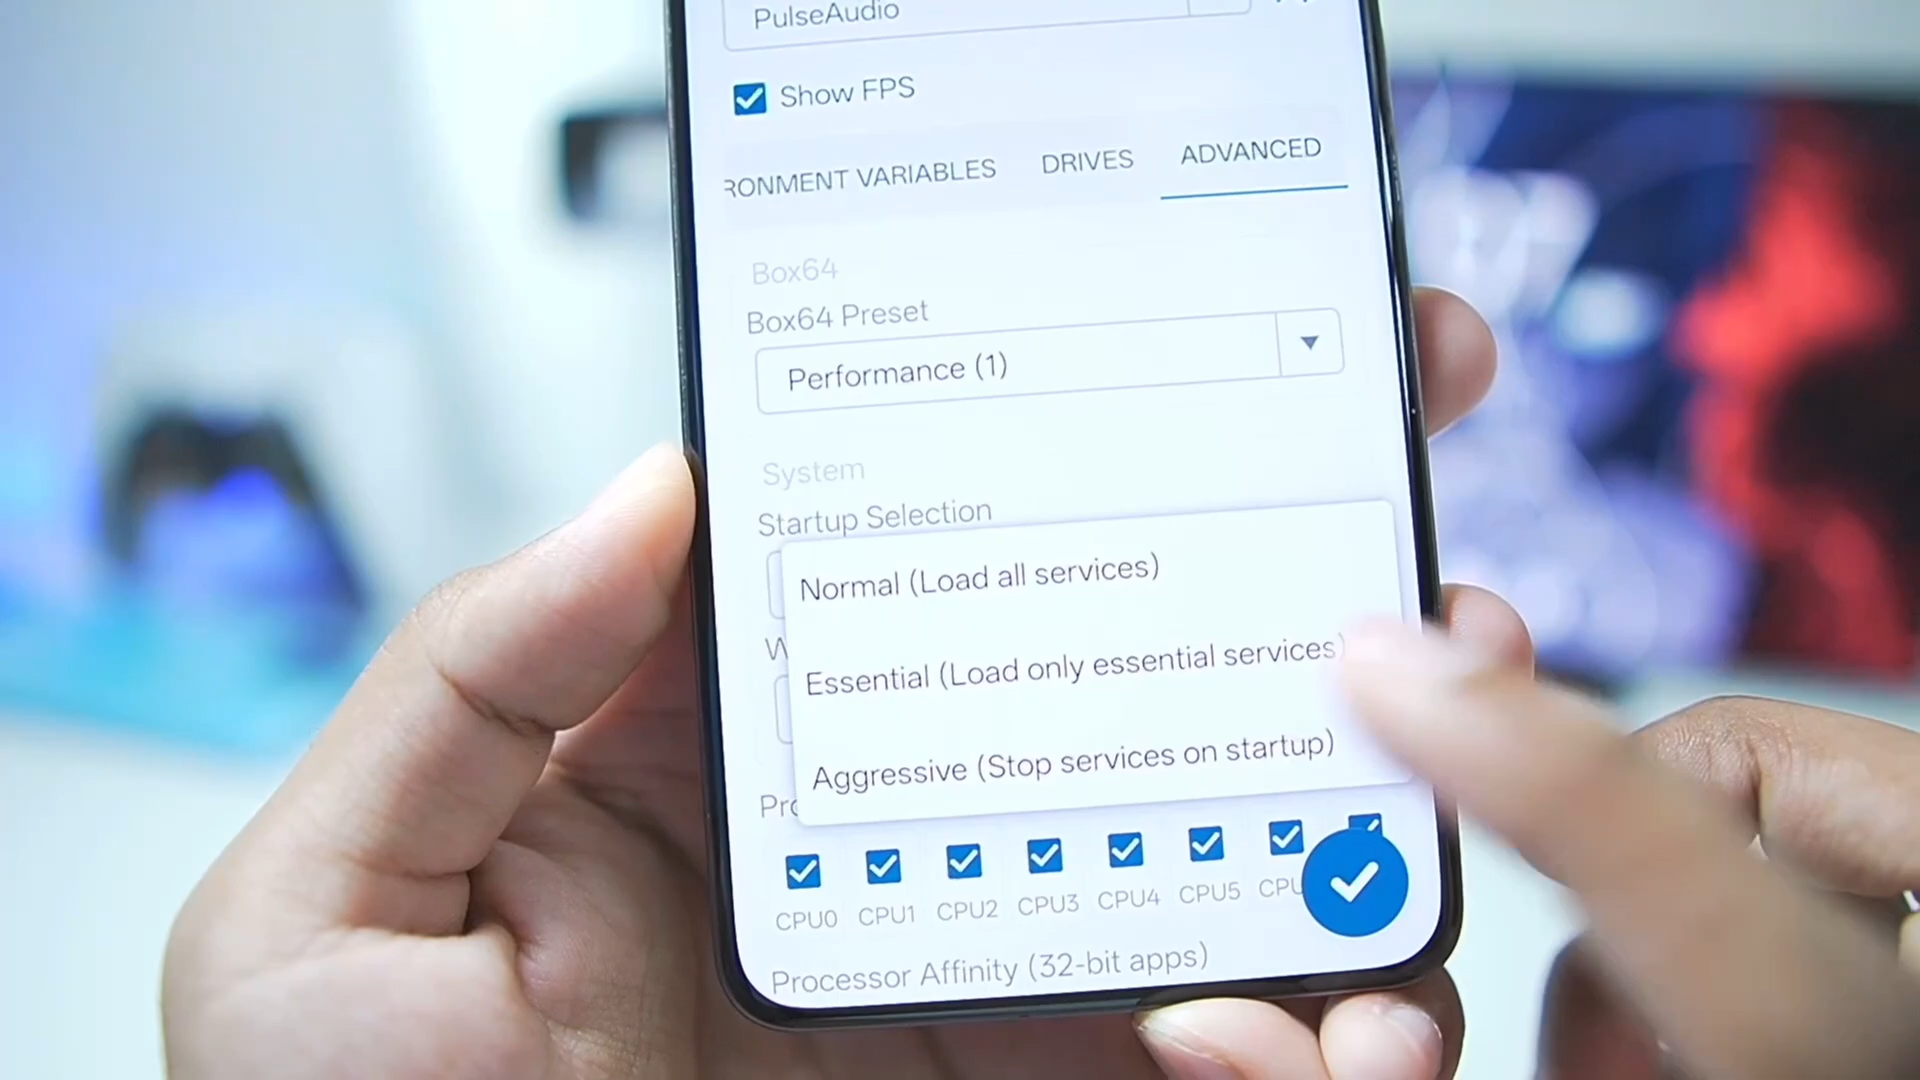 PulseAudio
Show FPS
RONMENT VARIABLES DRIVES ADVANCED
Box64
Box64 Preset
Performance (1)
System
Startup Selection
Normal (Load all services)
W
Essential (Load only essential services)
Aggressive (Stop services on startup)
Pro
CPU0 CPU1 CPU2 CPU3 CPU4 CPU5 CPU
Processor Affinity (32-bit apps)